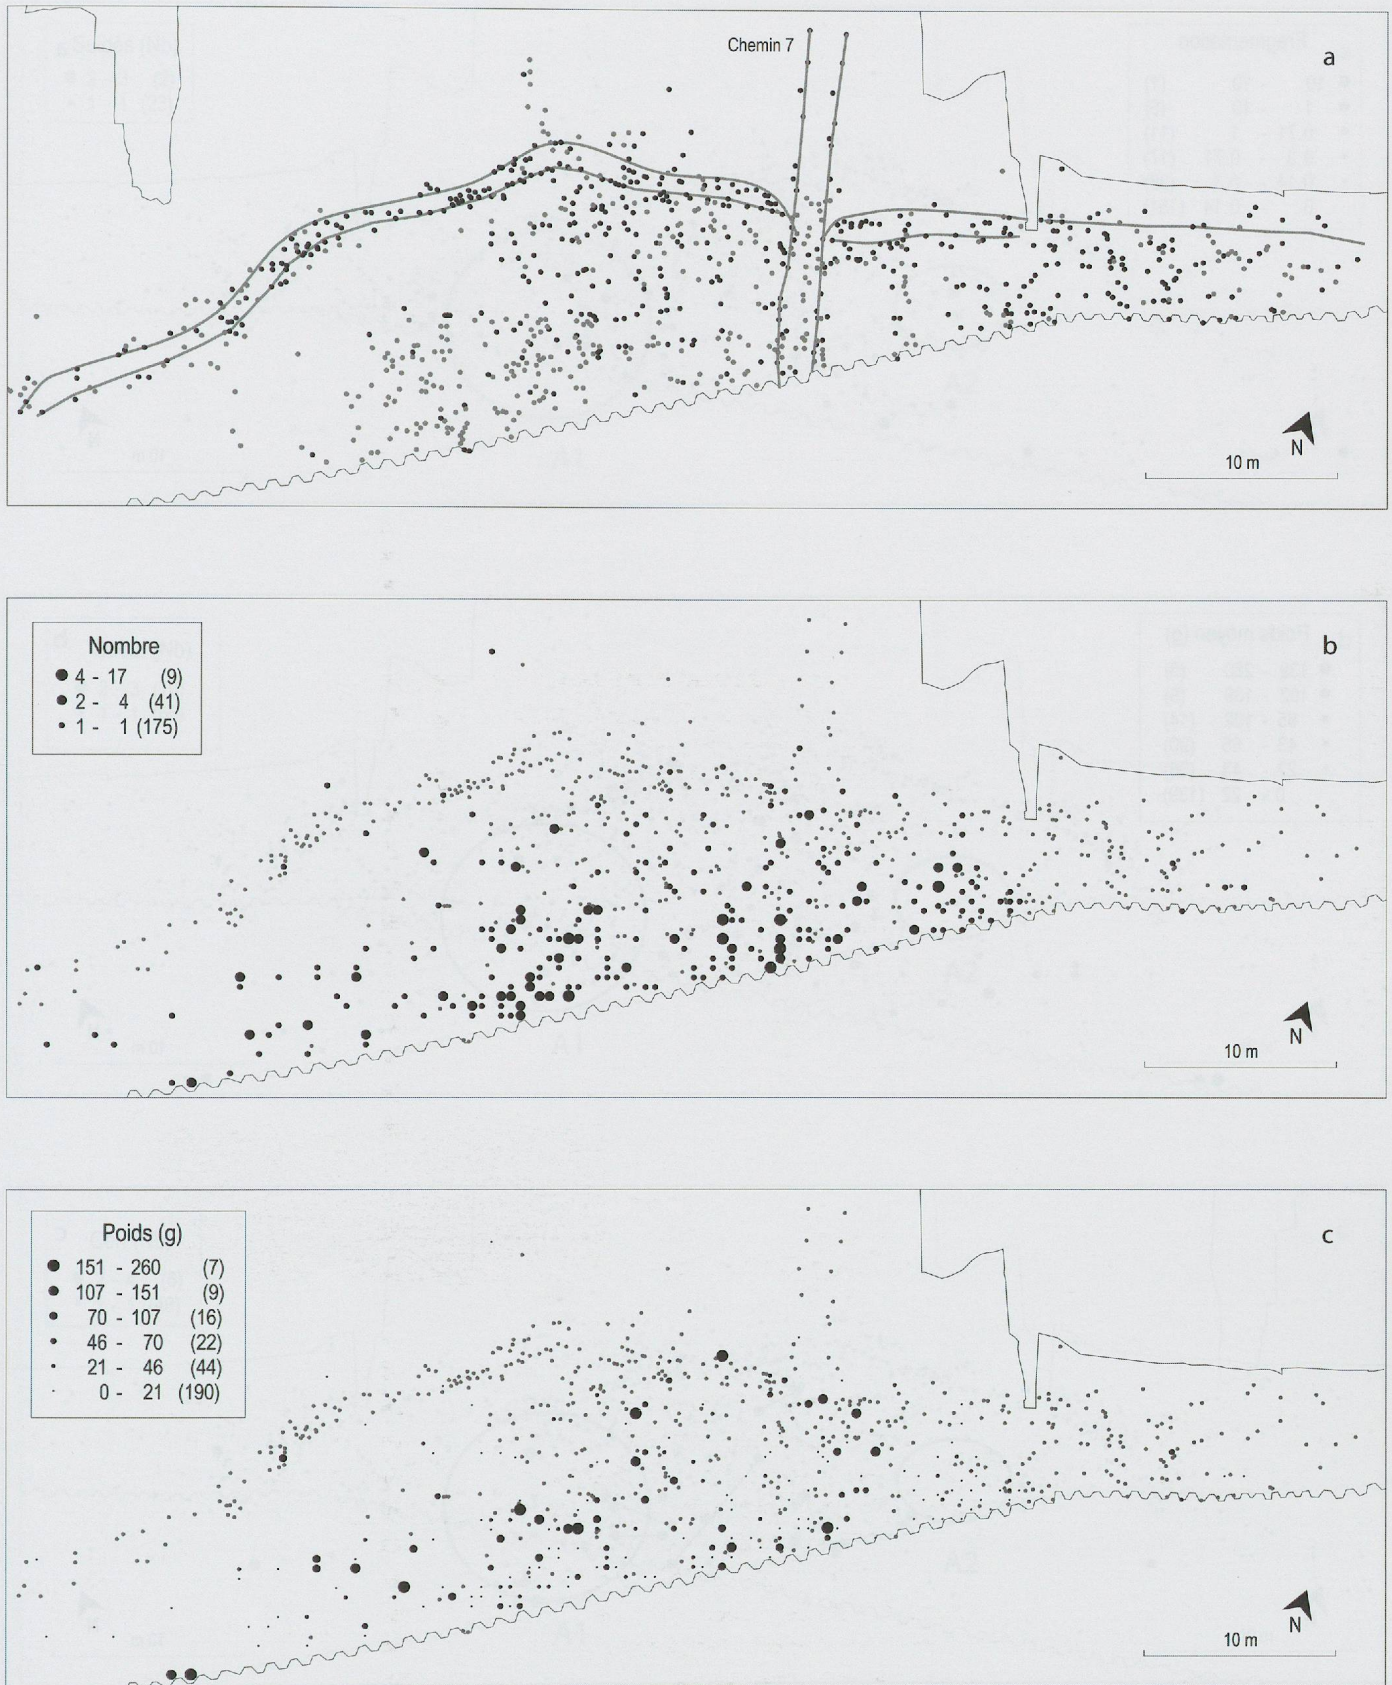 Chemin 7
a
N
10 m
b
Nombre
4 - 17 (9)
2 - 4 (41)
1 - 1 (175)
N
10 m
c
Poids (g)
151 - 260 (7)
107 - 151 (9)
70 - 107 (16)
46 - 70 (22)
21 - 46 (44)
0 - 21 (190)
N
10 m